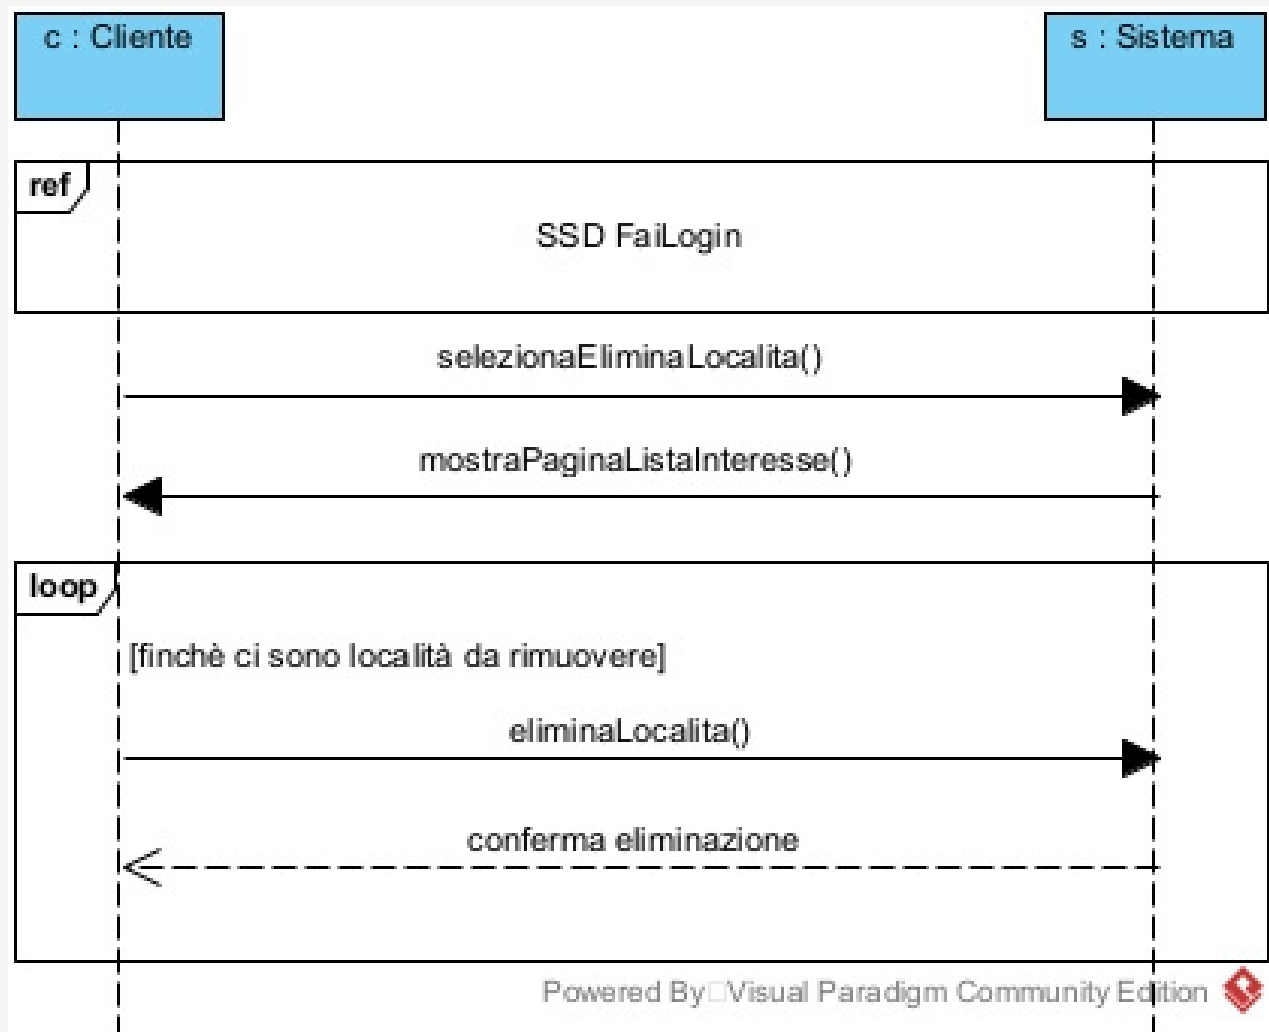 c : Cliente
s : Sistema
ref
SSD FaiLogin
selezionaEliminaLocalita()
mostraPaginaListaInteresse()
loop
[finchè ci sono località da rimuovere]
eliminaLocalita()
conferma eliminazione
Powered By Visual Paradigm Community Edition